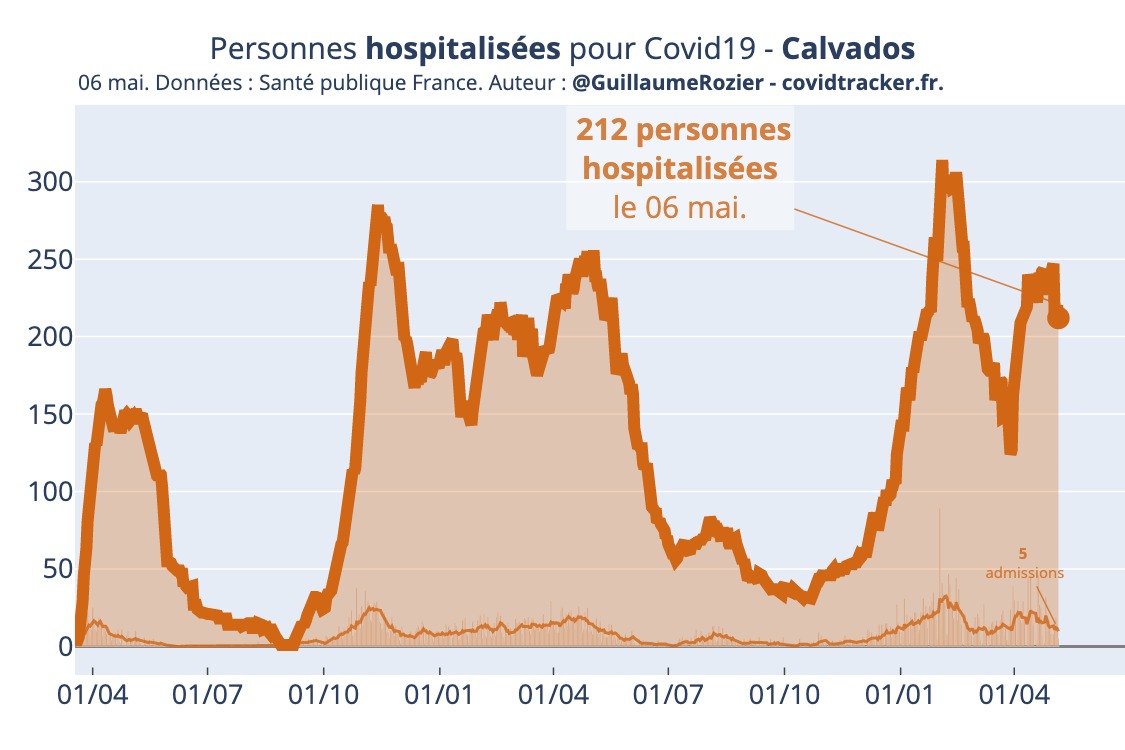 Personnes hospitalisées pour Covid19 - Calvados
06 mai. Données : Santé publique France. Auteur : @GuillaumeRozier - covidtracker.fr.
212 personnes
hospitalisées
le 06 mai.
300
250
200
150
100
50
0
5
admissions
01/04
01/07
01/10
01/01
01/04
01/07
01/10
01/01
01/04